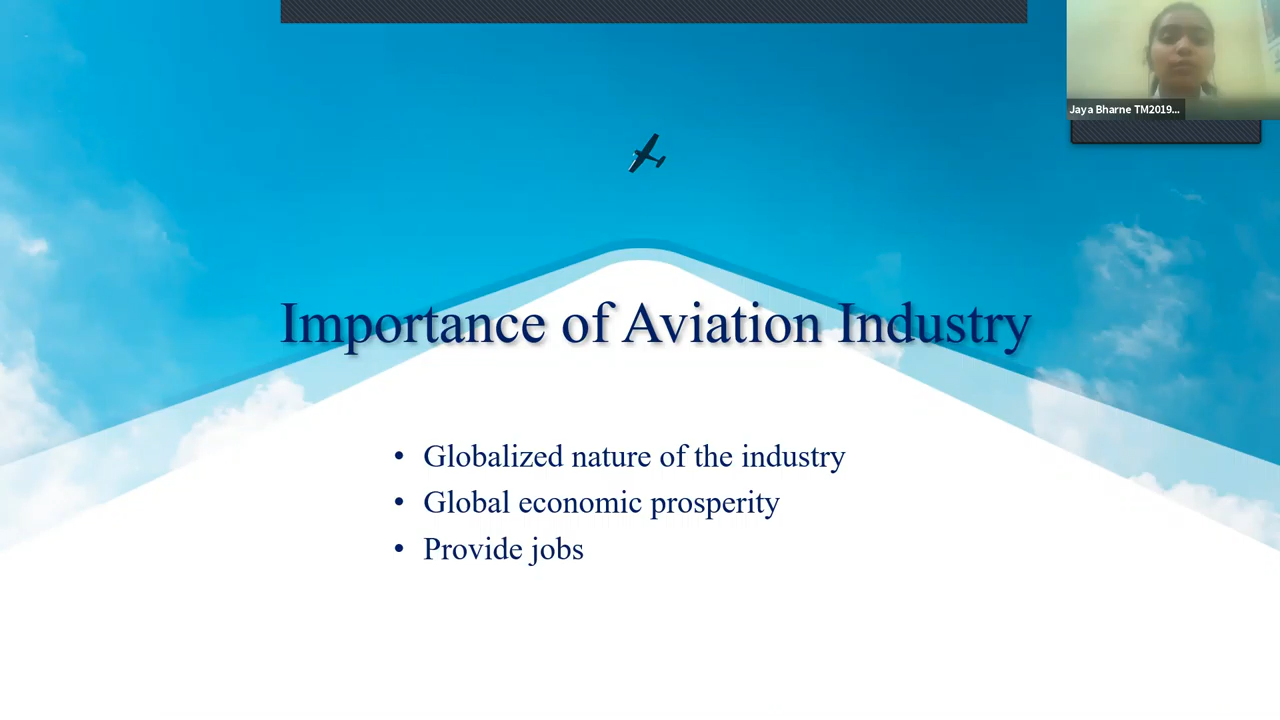 Jaya Bharne TM2019...
Importance of Aviation Industry
• Globalized nature of the industry
• Global economic prosperity
• Provide jobs